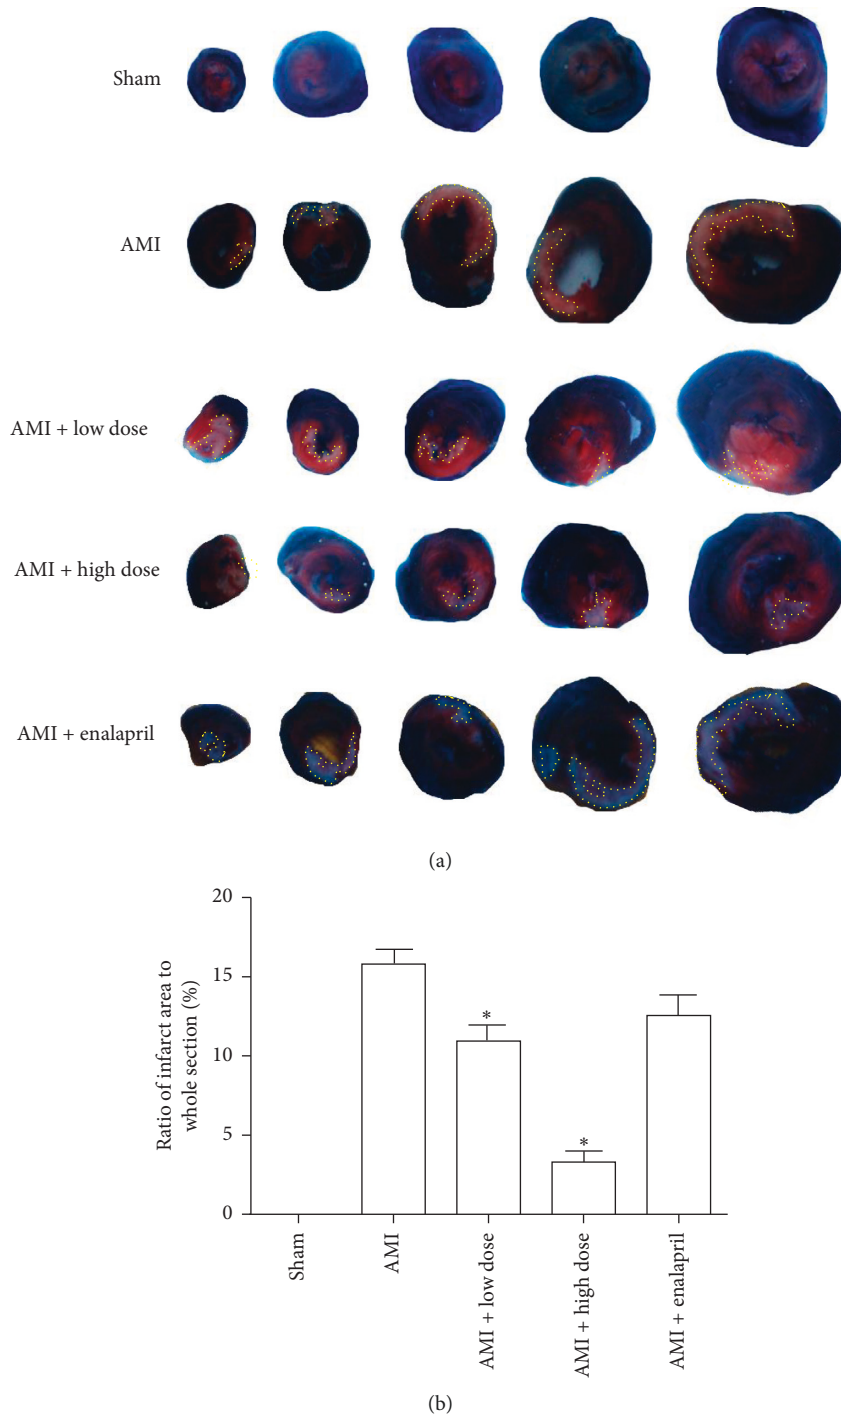 Sham
AMI
AMI + low dose
AMI + high dose
AMI + enalapril
(a)
20
15
10
5
0
Ratio of infarct area to
whole section (%)
*
*
Sham
AMI
AMI + low dose
AMI + high dose
AMI + enalapril
(b)